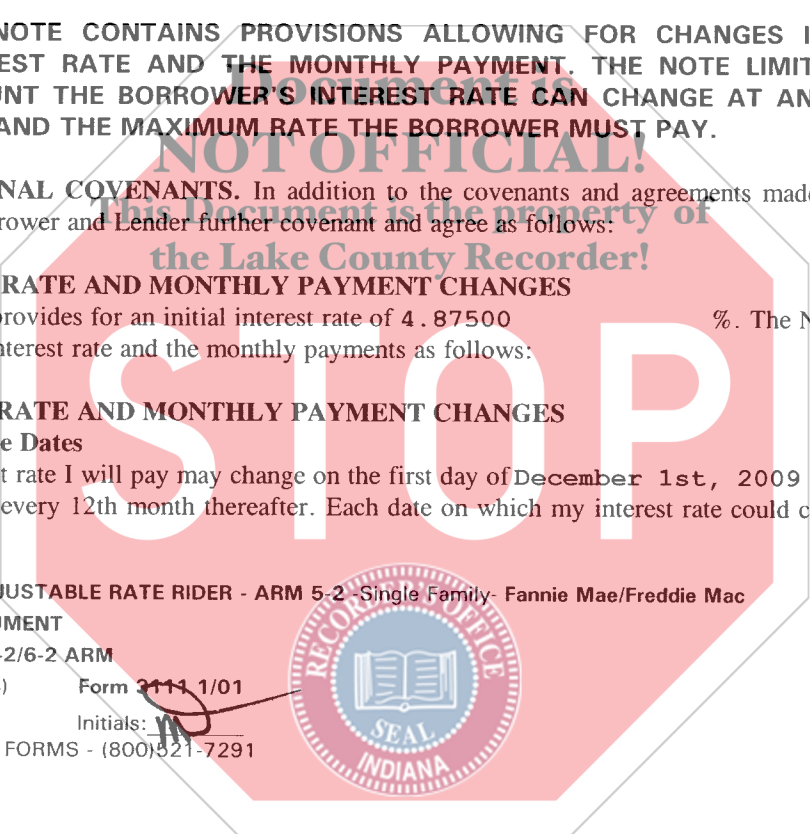 NOTE CONTAINS PROVISIONS ALLOWING FOR CHANGES I
EST RATE AND THE MONTHLY PAYMENT. THE NOTE LIMIT
Document is
UNT THE BORROWER'S INTEREST RATE CAN CHANGE AT AN
AND THE MAXIMUM RATE THE BORROWER MUST PAY.
NOT OFFICIAL!
NAL COVENANTS. In addition to the covenants and agreements made
This Document is the property of
rower and Lender further covenant and agree as follows:
the Lake County Recorder!
RATE AND MONTHLY PAYMENT CHANGES
provides for an initial interest rate of 4.87500 %. The N
nterest rate and the monthly payments as follows:
STOP
RATE AND MONTHLY PAYMENT CHANGES
e Dates
t rate I will pay may change on the first day of December 1st, 2009
every 12th month thereafter. Each date on which my interest rate could c
JUSTABLE RATE RIDER - ARM 5-2 -Single Family- Fannie Mae/Freddie Mac
UMENT
-2/6-2 ARM
) Form 3111 1/01
Initials:
FORMS - (800)521-7291
RECORDER'S OFFICE
SEAL
INDIANA